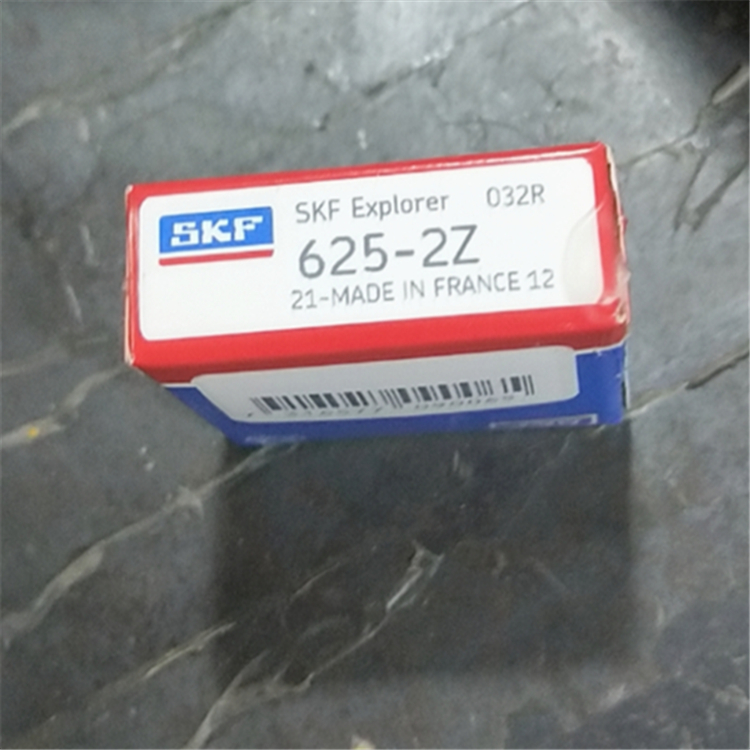 SKF
SKF Explorer 032R
625-2Z
21-MADE IN FRANCE 12